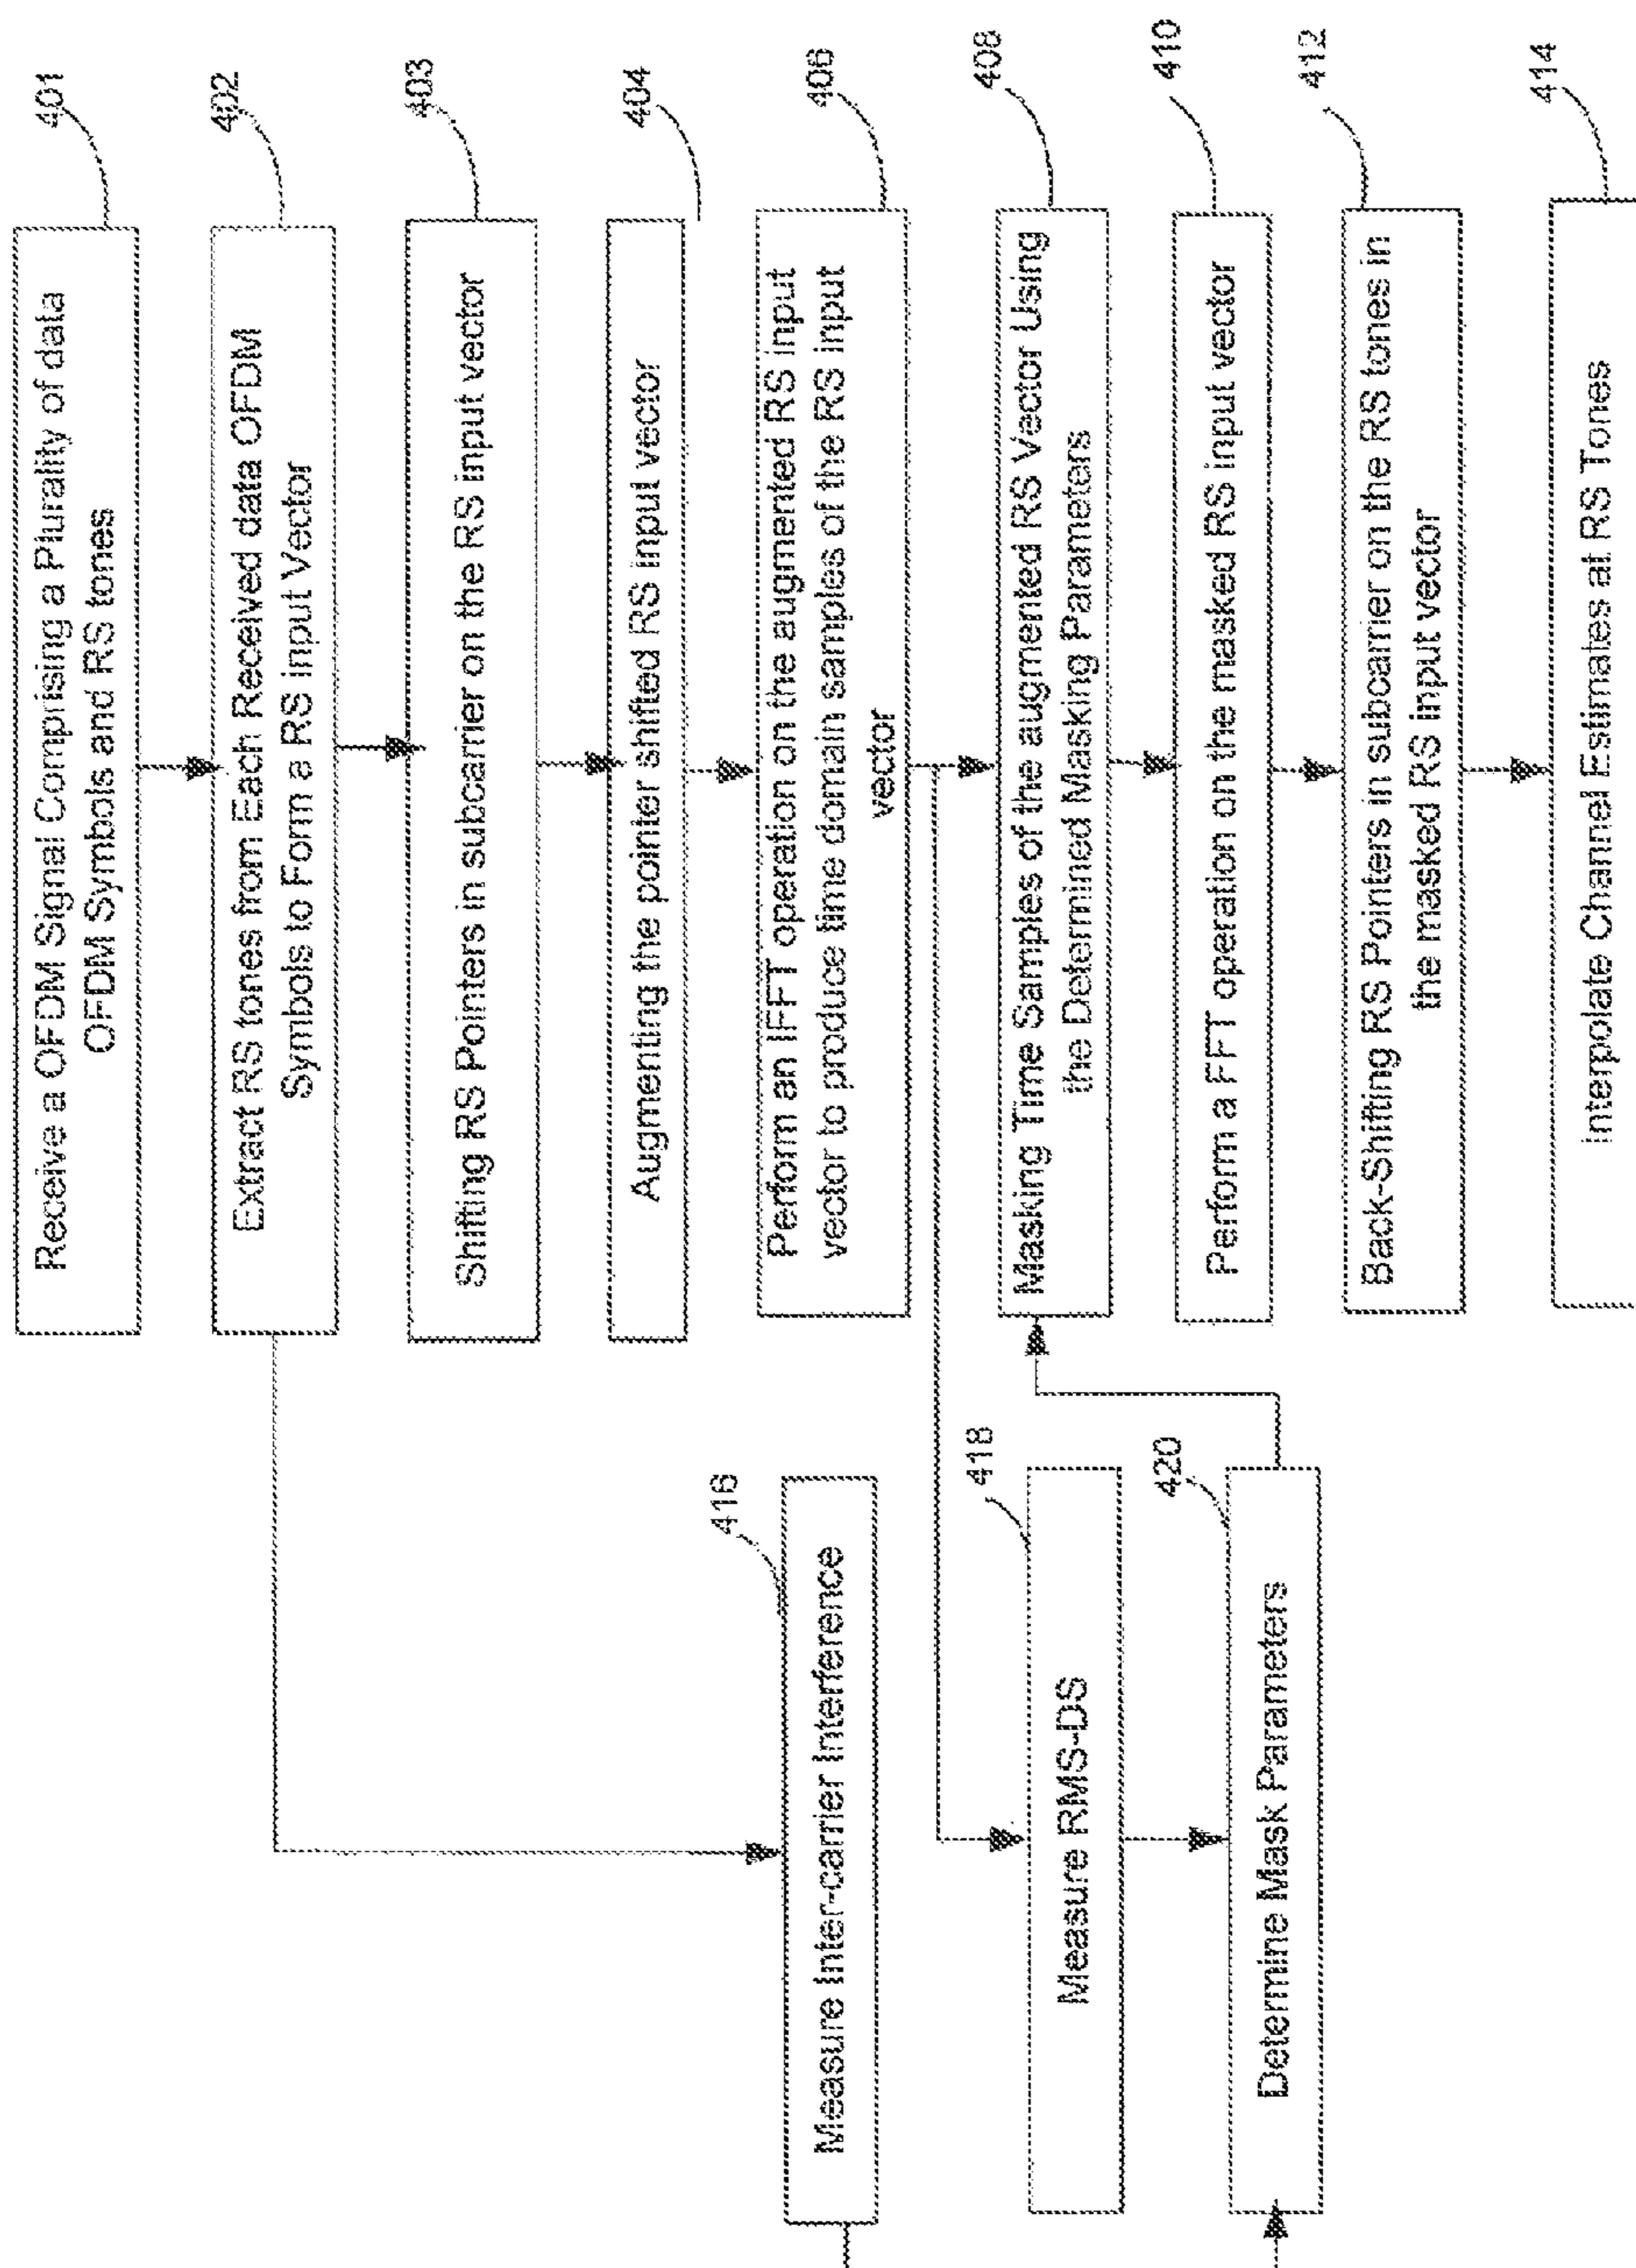 401
Receive a OFDM Signal Comprising a Plurality of data
OFDM Symbols and RS tones
402
Extract RS tones from Each Received data OFDM
Symbols to Form a RS input Vector
403
Shifting RS Pointers in subcarrier on the RS input vector
404
Augmenting the pointer shifted RS input vector
406
Perform an IFFT operation on the augmented RS input
vector to produce time domain samples of the RS input
vector
408
Masking Time Samples of the augmented RS Vector Using
the Determined Masking Parameters
410
Perform a FFT operation on the masked RS input vector
412
Back-Shifting RS Pointers in subcarrier on the RS tones in
the masked RS input vector
414
Interpolate Channel Estimates at RS Tones
416
Measure Inter-carrier Interference
418
Measure RMS-DS
420
Determine Mask Parameters